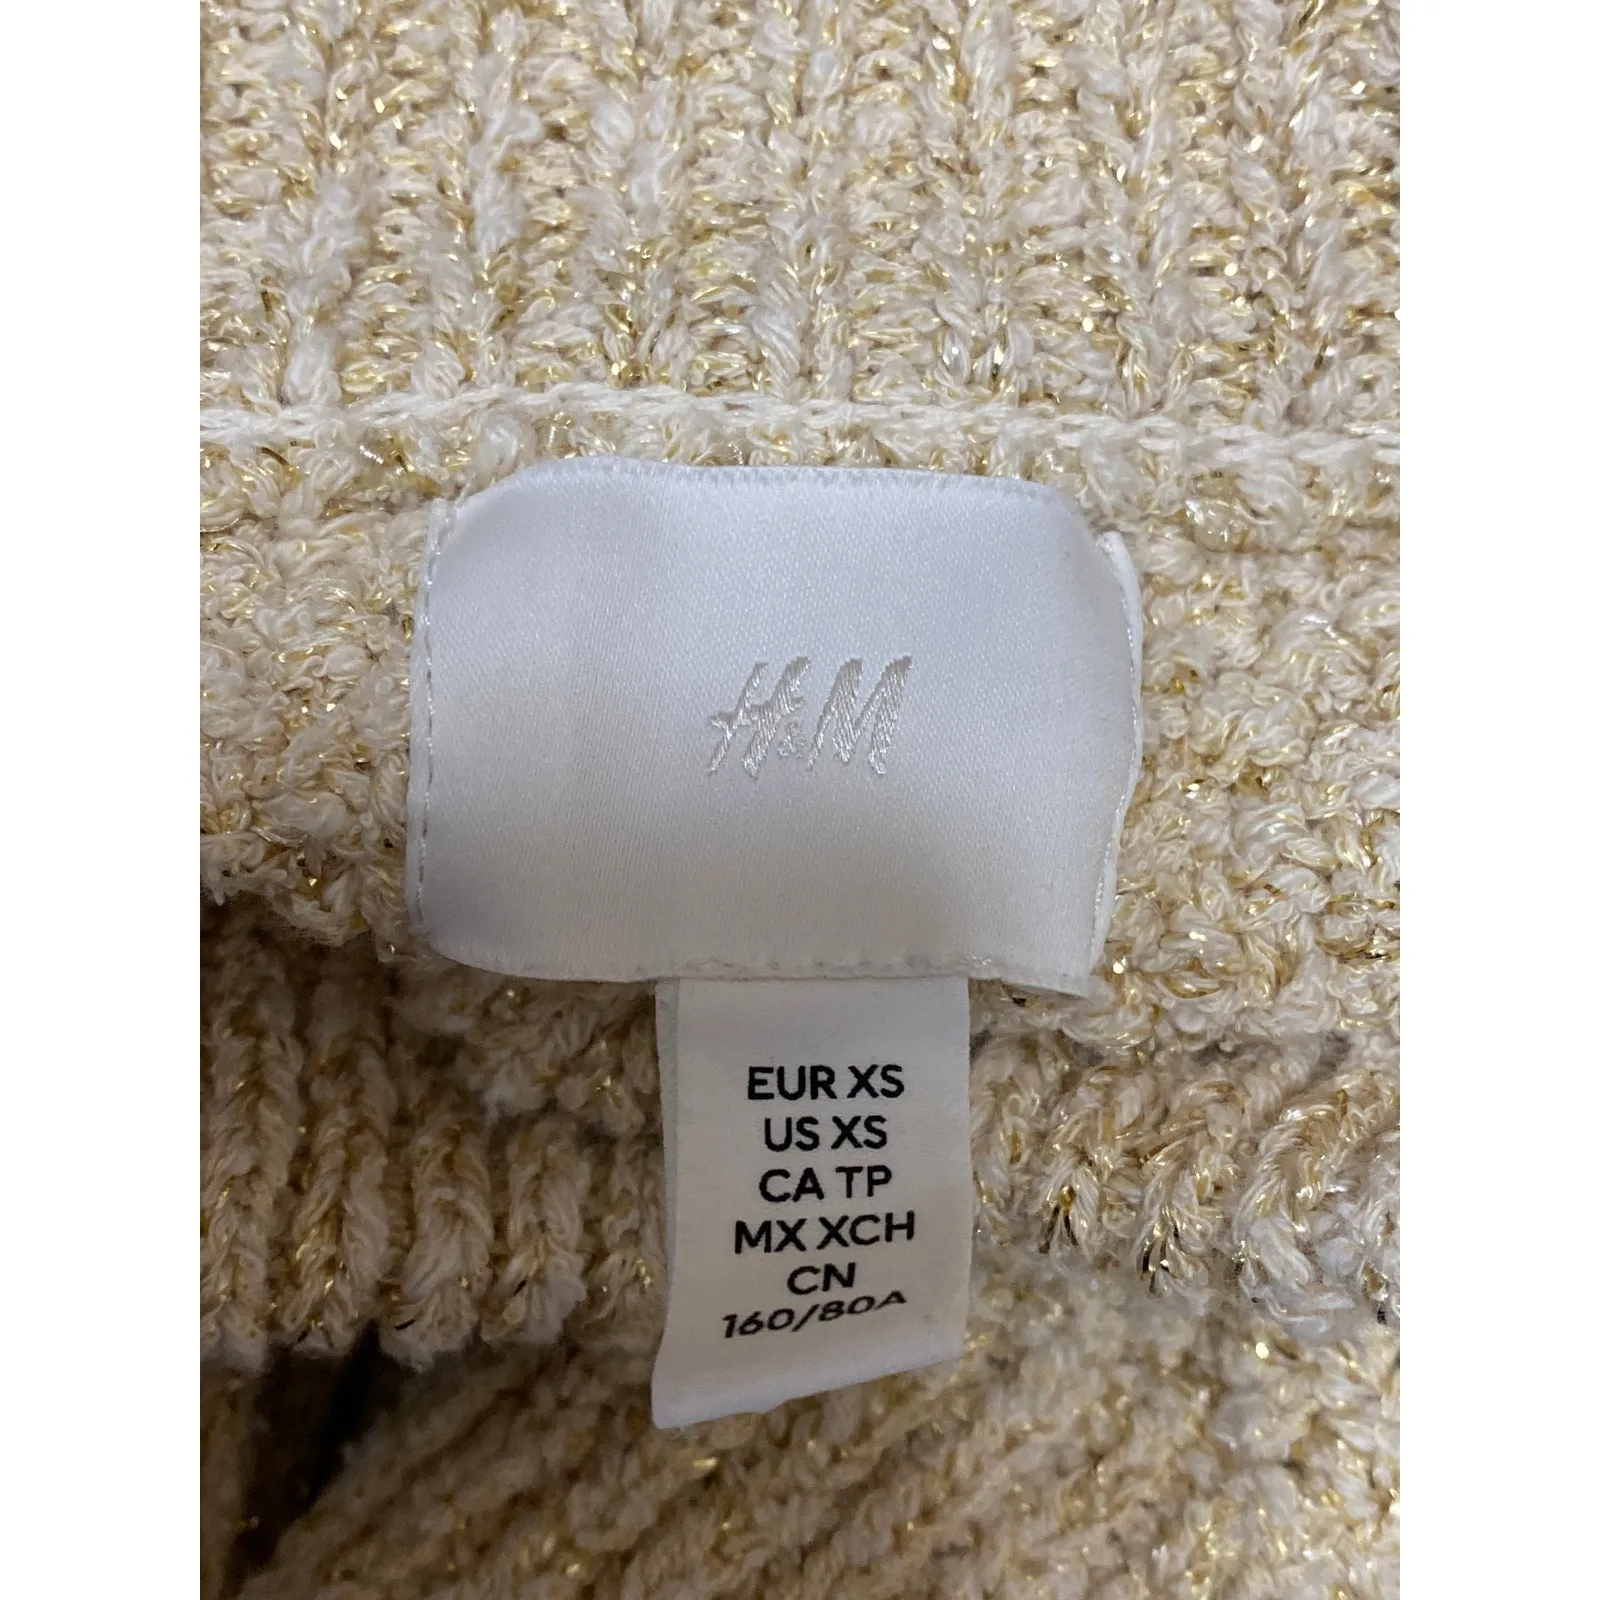 H&M
EUR XS
US XS
CA TP
MX XCH
CN
160/80A